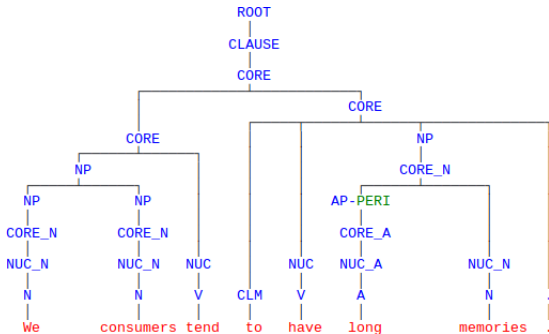 ROOT
CLAUSE
CORE
CORE
CORE NP
NP CORE_N
NP NP AP-PERI
CORE_N CORE_N CORE_A
NUC_N NUC_N NUC NUC NUC_A NUC_N
N N V CLM V A N .
We consumers tend to have long memories .